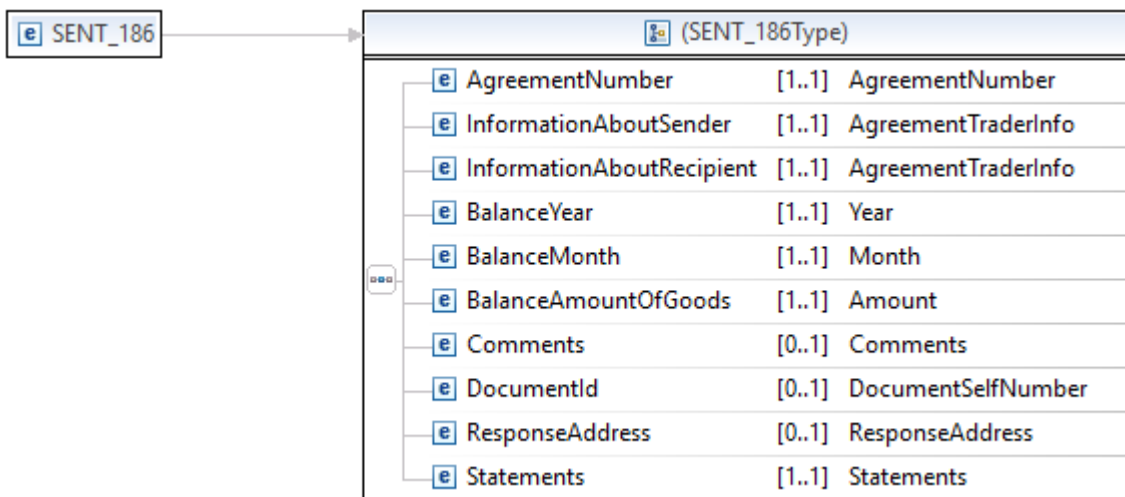 e SENT_186
(SENT_186Type)
e AgreementNumber [1..1] AgreementNumber
e InformationAboutSender [1..1] AgreementTraderInfo
e InformationAboutRecipient [1..1] AgreementTraderInfo
e BalanceYear [1..1] Year
e BalanceMonth [1..1] Month
e BalanceAmountOfGoods [1..1] Amount
e Comments [0..1] Comments
e DocumentId [0..1] DocumentSelfNumber
e ResponseAddress [0..1] ResponseAddress
e Statements [1..1] Statements